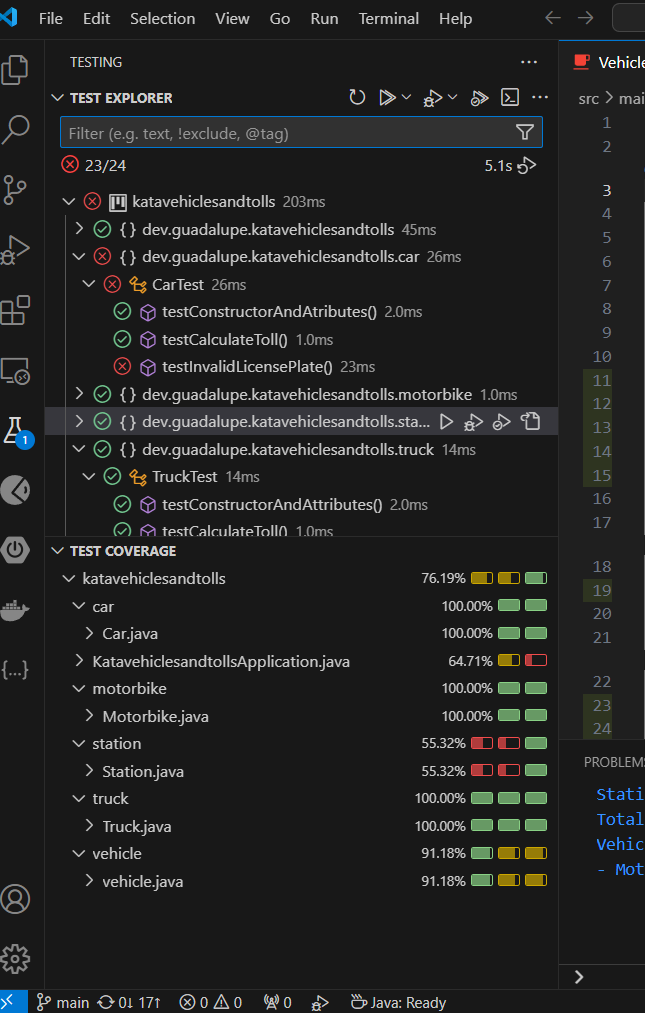 File Edit Selection View Go Run Terminal Help
TESTING
Vehicle
TEST EXPLORER
src > mai
Filter (e.g. text, !exclude, @tag)
23/24 5.1s
katavehiclesandtolls 203ms
{} dev.guadalupe.katavehiclesandtolls 45ms
{} dev.guadalupe.katavehiclesandtolls.car 26ms
CarTest 26ms
testConstructorAndAtributes() 2.0ms
testCalculateToll() 1.0ms
testInvalidLicensePlate() 23ms
{} dev.guadalupe.katavehiclesandtolls.motorbike 1.0ms
{} dev.guadalupe.katavehiclesandtolls.sta...
{} dev.guadalupe.katavehiclesandtolls.truck 14ms
TruckTest 14ms
testConstructorAndAttributes() 2.0ms
testCalculateToll() 1.0ms
1
TEST COVERAGE
katavehiclesandtolls 76.19%
car 100.00%
Car.java 100.00%
KatavehiclesandtollsApplication.java 64.71%
motorbike 100.00%
Motorbike.java 100.00%
station 55.32%
Station.java 55.32%
truck 100.00%
Truck.java 100.00%
vehicle 91.18%
vehicle.java 91.18%
1
2
3
4
5
6
7
8
9
10
11
12
13
14
15
16
17
18
19
20
21
22
23
24
PROBLEMS
Stati
Total
Vehic
- Mot
main 0↓ 17↑ 0 0 0 Java: Ready